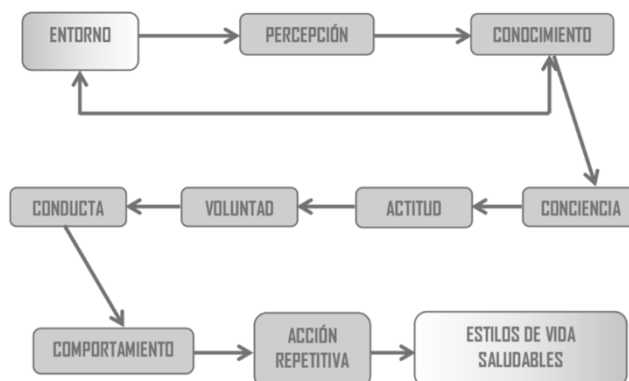 ENTORNO
PERCEPCIÓN
CONOCIMIENTO
CONCIENCIA
ACTITUD
VOLUNTAD
CONDUCTA
COMPORTAMIENTO
ACCIÓN
REPETITIVA
ESTILOS DE VIDA
SALUDABLES